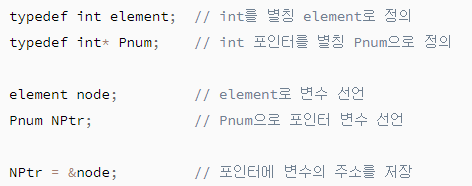 typedef int element;  // int를 별칭 element로 정의
typedef int* Pnum;    // int 포인터를 별칭 Pnum으로 정의
element node;         // element로 변수 선언
Pnum NPtr;            // Pnum으로 포인터 변수 선언
NPtr = &node;         // 포인터에 변수의 주소를 저장